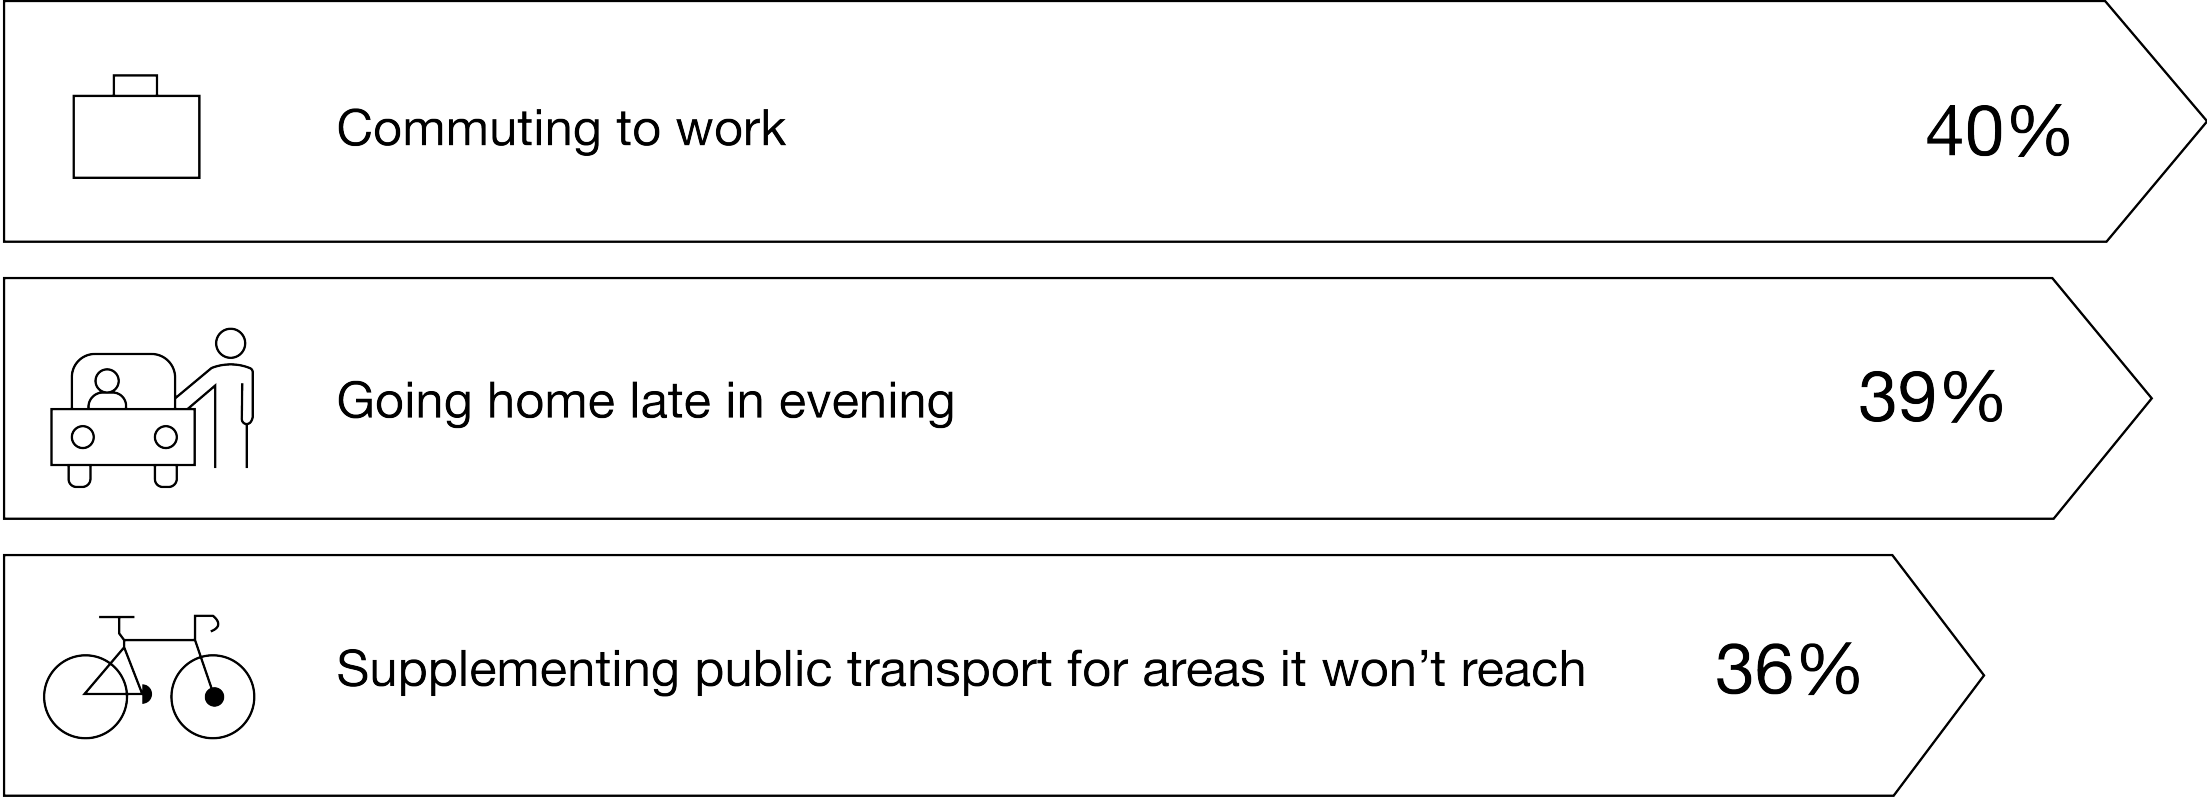 Commuting to work 40%
Going home late in evening 39%
Supplementing public transport for areas it won’t reach 36%